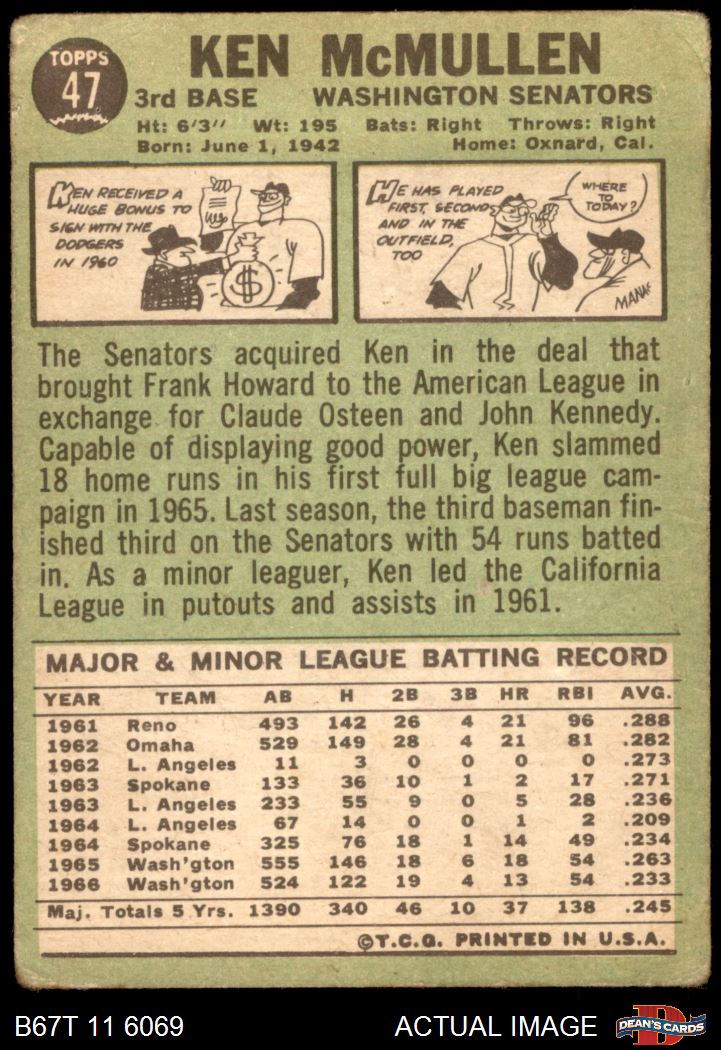 TOPPS
47
KEN McMULLEN
3rd BASE WASHINGTON SENATORS
Ht: 6'3" Wt: 195 Bats: Right Throws: Right
Born: June 1, 1942 Home: Oxnard, Cal.
KEN RECEIVED A
HUGE BONUS TO
SIGN WITH THE
DODGERS
IN 1960
$
HE HAS PLAYED
FIRST, SECOND,
AND IN THE
OUTFIELD,
TOO
WHERE
TO
TODAY?
The Senators acquired Ken in the deal that
brought Frank Howard to the American League in
exchange for Claude Osteen and John Kennedy.
Capable of displaying good power, Ken slammed
18 home runs in his first full big league cam-
paign in 1965. Last season, the third baseman fin-
ished third on the Senators with 54 runs batted
in. As a minor leaguer, Ken led the California
League in putouts and assists in 1961.
MAJOR & MINOR LEAGUE BATTING RECORD
YEAR TEAM AB H 2B 3B HR RBI AVG.
1961 Reno 493 142 26 4 21 96 .288
1962 Omaha 529 149 28 4 21 81 .282
1962 L. Angeles 11 3 0 0 0 0 .273
1963 Spokane 133 36 10 1 2 17 .271
1963 L. Angeles 233 55 9 0 5 28 .236
1964 L. Angeles 67 14 0 0 1 2 .209
1964 Spokane 325 76 18 1 14 49 .234
1965 Wash'gton 555 146 18 6 18 54 .263
1966 Wash'gton 524 122 19 4 13 54 .233
Maj. Totals 5 Yrs. 1390 340 46 10 37 138 .245
©T.C.G. PRINTED IN U.S.A.
B67T 11 6069 ACTUAL IMAGE DEAN'S CARDS